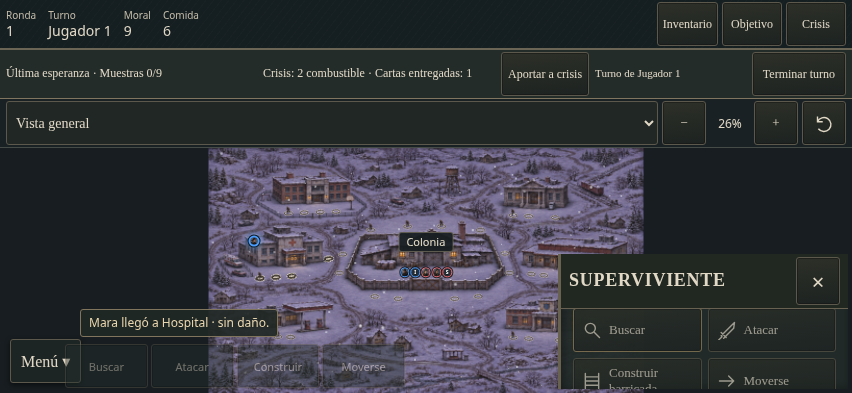 Ronda Turno Moral Comida
1 Jugador 1 9 6
Inventario Objetivo Crisis
Última esperanza · Muestras 0/9
Crisis: 2 combustible · Cartas entregadas: 1
Aportar a crisis
Turno de Jugador 1
Terminar turno
Vista general
− 26% +
Colonia
SUPERVIVIENTE
×
Mara llegó a Hospital · sin daño.
Buscar Atacar
Menú ▾
Buscar Atacar Construir Moverse
Construir
barricada
Moverse